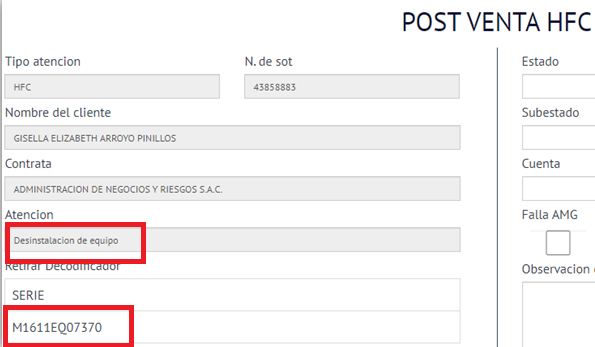 POST VENTA HFC
Tipo atencion
N. de sot
HFC
43858883
Nombre del cliente
GISELLA ELIZABETH ARROYO PINILLOS
Contrata
ADMINISTRACION DE NEGOCIOS Y RIESGOS S.A.C.
Atencion
Desinstalacion de equipo
Retirar Decodificador
SERIE
M1611EQ07370
Estado
Subestado
Cuenta
Falla AMG
Observacion